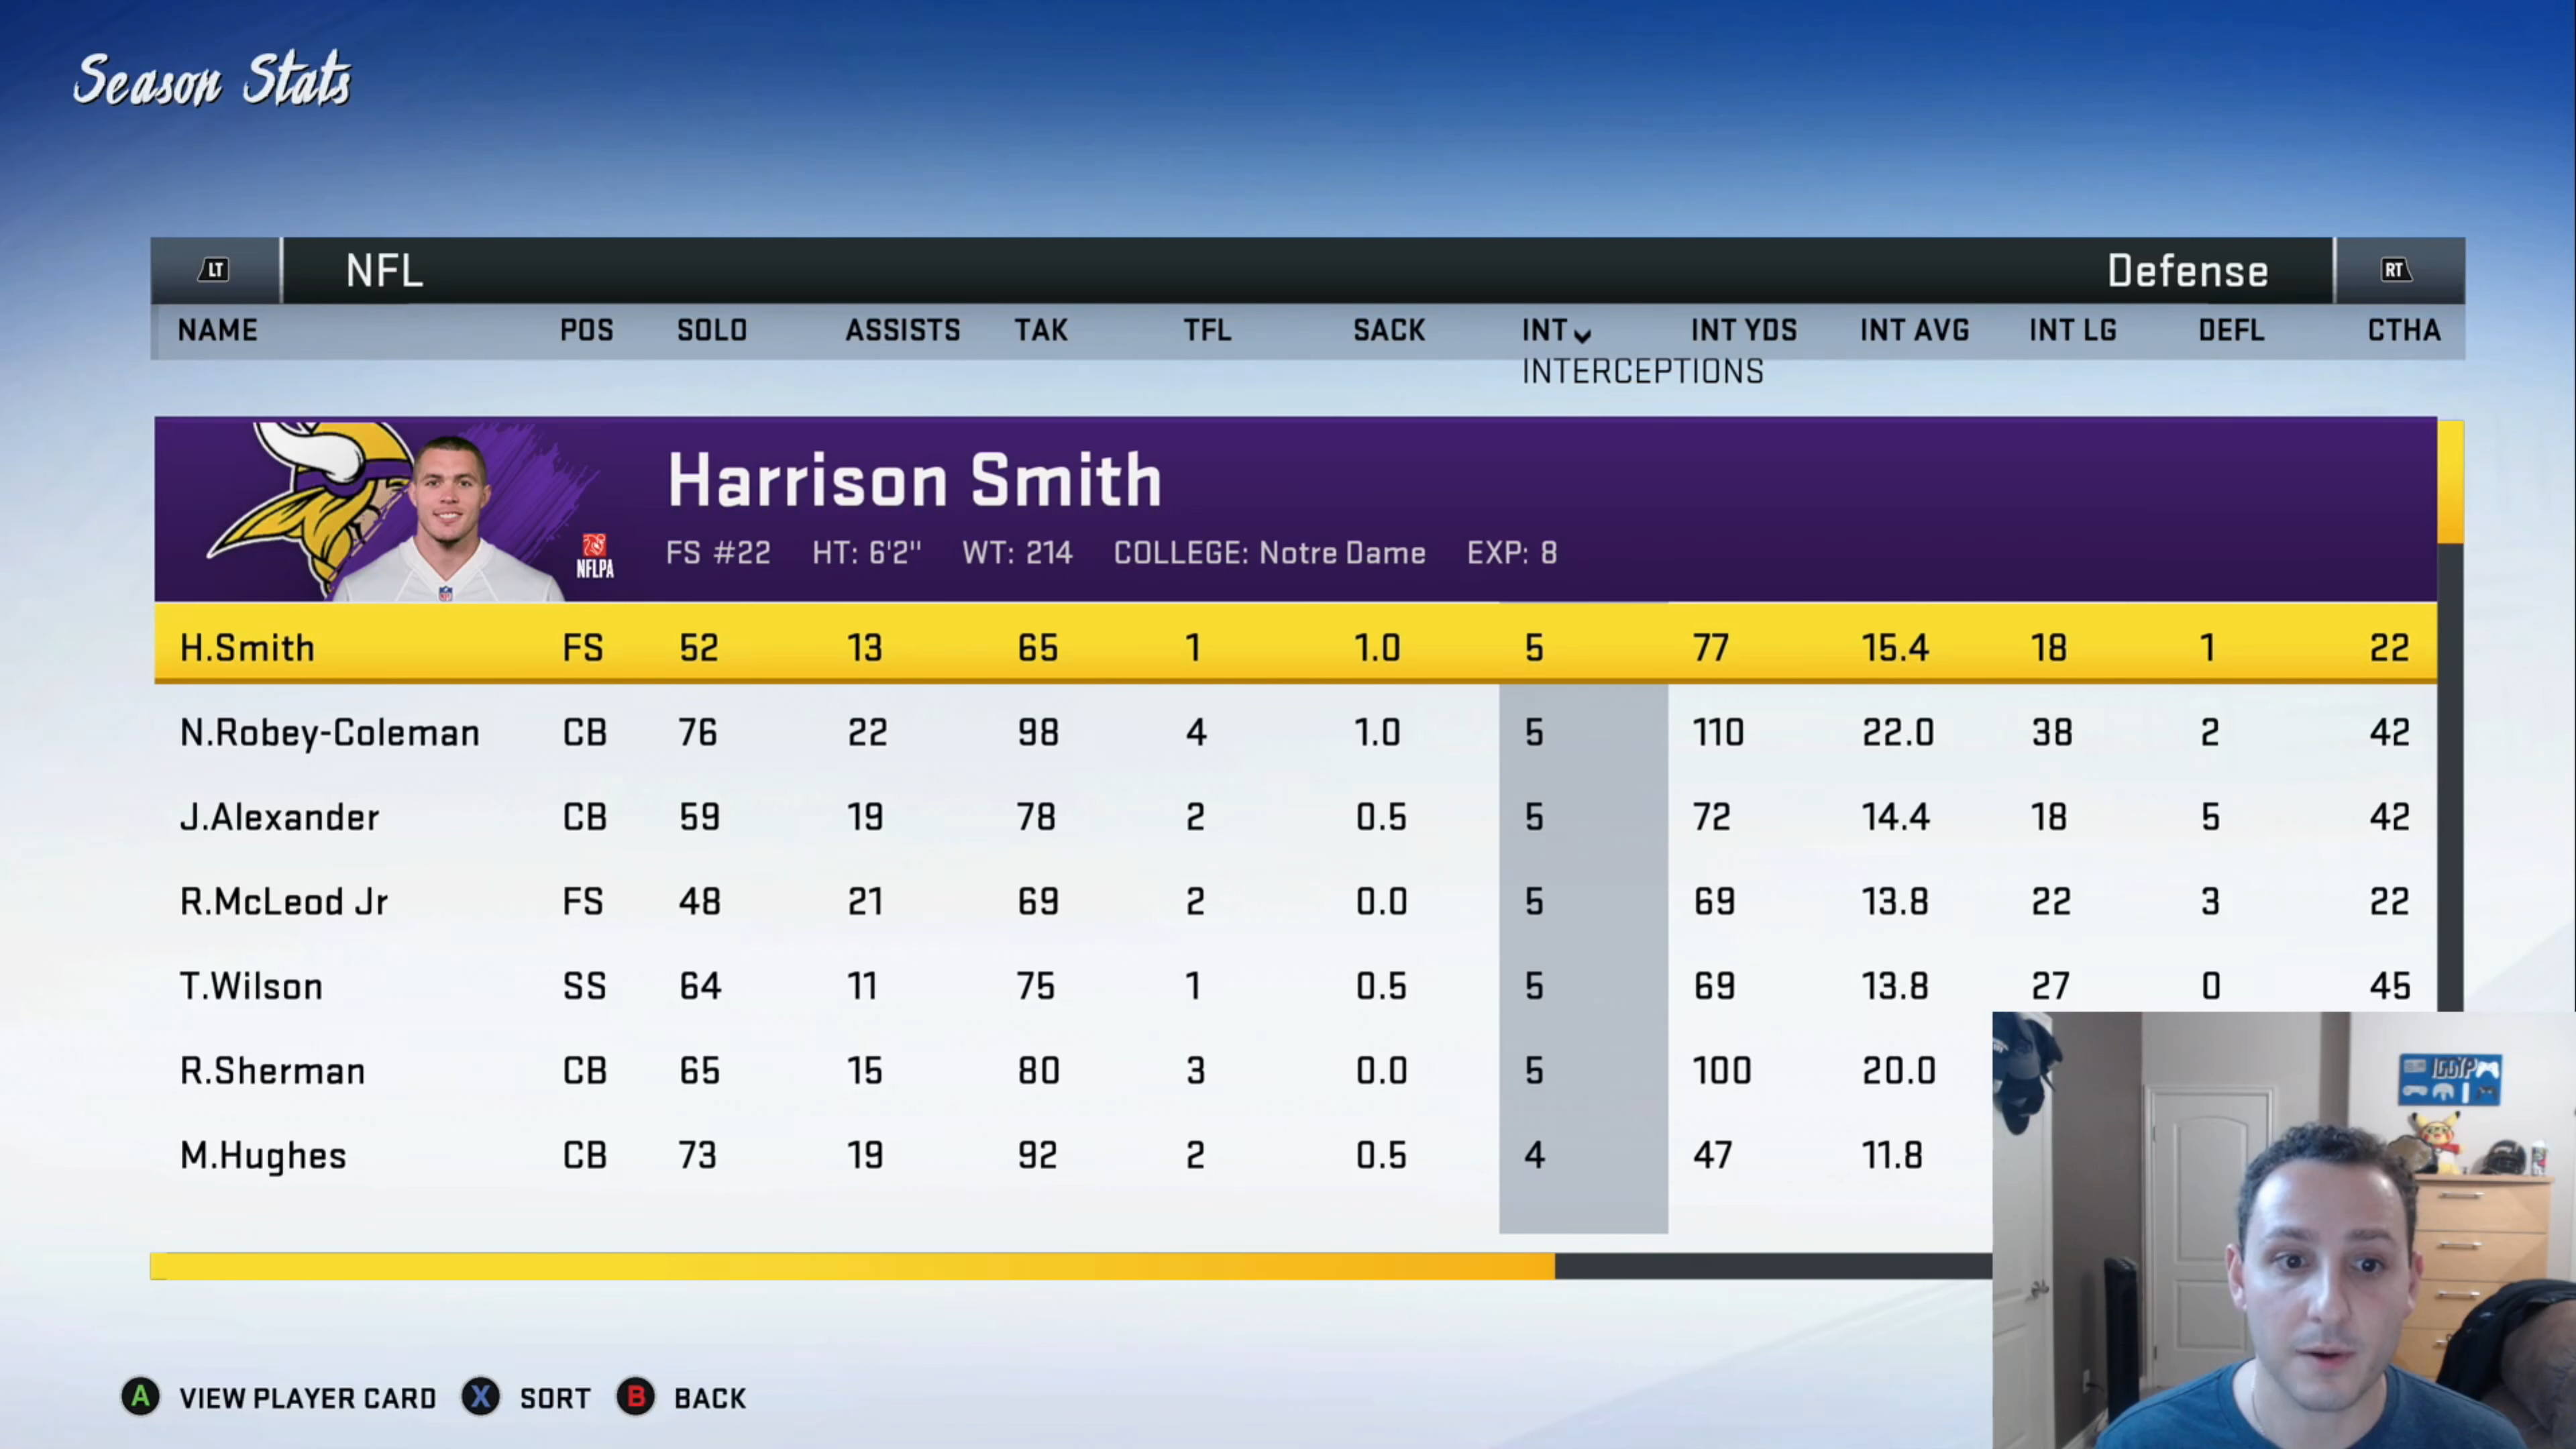 Season Stats
LT NFL Defense RT
NAME POS SOLO ASSISTS TAK TFL SACK INT INT YDS INT AVG INT LG DEFL CTHA
INTERCEPTIONS
Harrison Smith
FS #22 HT: 6'2" WT: 214 COLLEGE: Notre Dame EXP: 8
NFLPA
H.Smith FS 52 13 65 1 1.0 5 77 15.4 18 1 22
N.Robey-Coleman CB 76 22 98 4 1.0 5 110 22.0 38 2 42
J.Alexander CB 59 19 78 2 0.5 5 72 14.4 18 5 42
R.McLeod Jr FS 48 21 69 2 0.0 5 69 13.8 22 3 22
T.Wilson SS 64 11 75 1 0.5 5 69 13.8 27 0 45
R.Sherman CB 65 15 80 3 0.0 5 100 20.0
IGGYP
M.Hughes CB 73 19 92 2 0.5 4 47 11.8
A VIEW PLAYER CARD X SORT B BACK